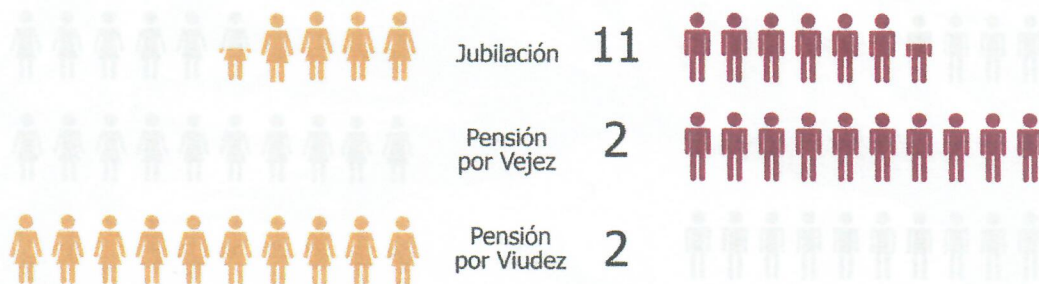 Jubilación 11
Pensión
por Vejez 2
Pensión
por Viudez 2